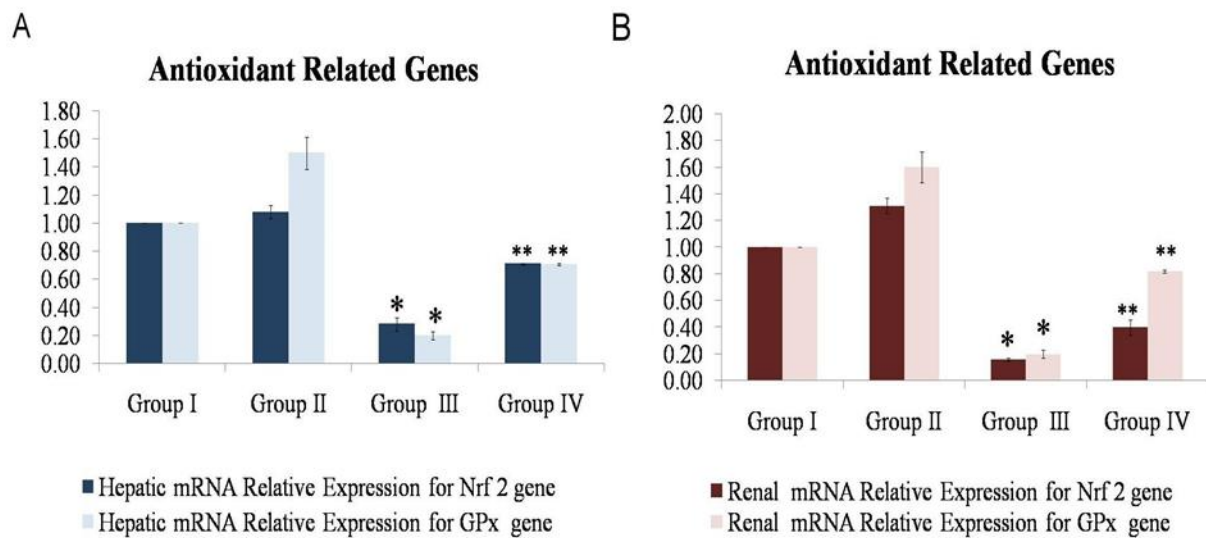 A
Antioxidant Related Genes
1.80
1.60
1.40
1.20
1.00
0.80
0.60
0.40
0.20
0.00
* *
** **
Group I Group II Group III Group IV
Hepatic mRNA Relative Expression for Nrf 2 gene
Hepatic mRNA Relative Expression for GPx gene
B
Antioxidant Related Genes
2.00
1.80
1.60
1.40
1.20
1.00
0.80
0.60
0.40
0.20
0.00
* *
** **
Group I Group II Group III Group IV
Renal mRNA Relative Expression for Nrf 2 gene
Renal mRNA Relative Expression for GPx gene